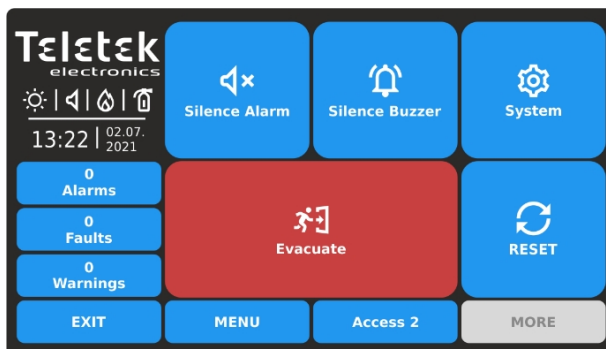 Teletek
electronics
13:22
02.07.
2021
0
Alarms
0
Faults
0
Warnings
EXIT
Silence Alarm
Silence Buzzer
System
Evacuate
RESET
MENU
Access 2
MORE